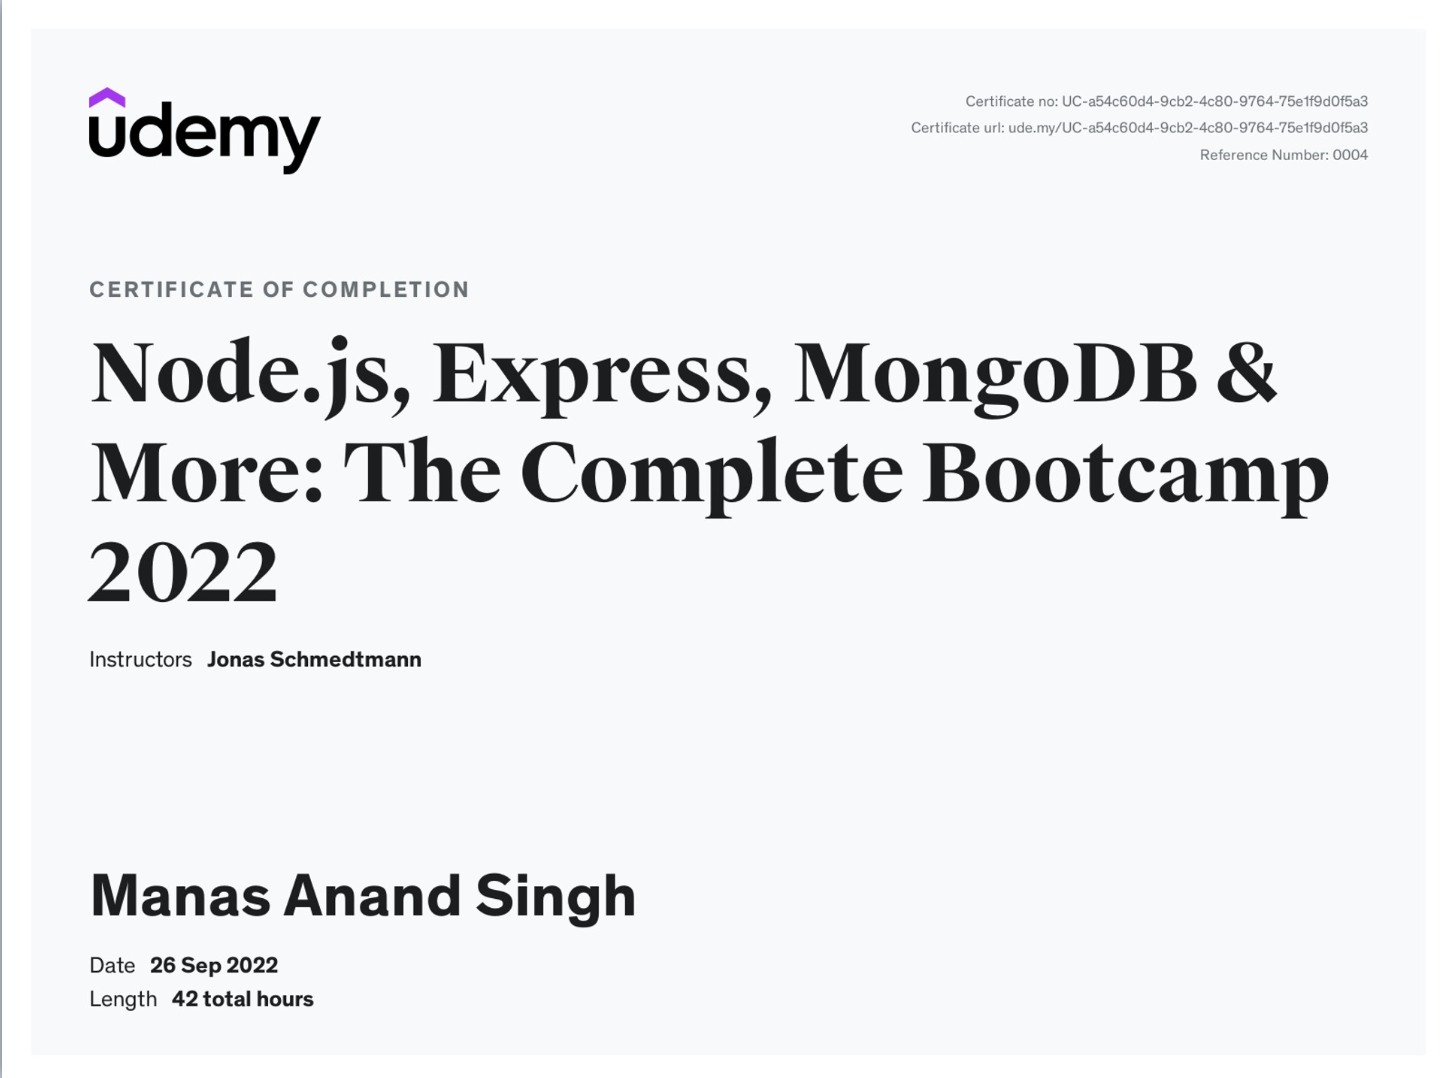 udemy
Certificate no: UC-a54c60d4-9cb2-4c80-9764-75e1f9d0f5a3
Certificate url: ude.my/UC-a54c60d4-9cb2-4c80-9764-75e1f9d0f5a3
Reference Number: 0004
CERTIFICATE OF COMPLETION
Node.js, Express, MongoDB &
More: The Complete Bootcamp
2022
Instructors Jonas Schmedtmann
Manas Anand Singh
Date 26 Sep 2022
Length 42 total hours